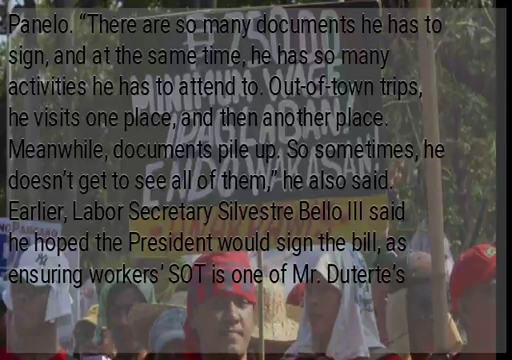 Panelo. “There are so many documents he has to
sign, and at the same time, he has so many
activities he has to attend to. Out-of-town trips,
he visits one place, and then another place.
Meanwhile, documents pile up. So sometimes, he
doesn’t get to see all of them,” he also said.
Earlier, Labor Secretary Silvestre Bello III said
he hoped the President would sign the bill, as
ensuring workers’ SOT is one of Mr. Duterte’s
₱750
MINIMUM WAGE
IPAGLABAN!